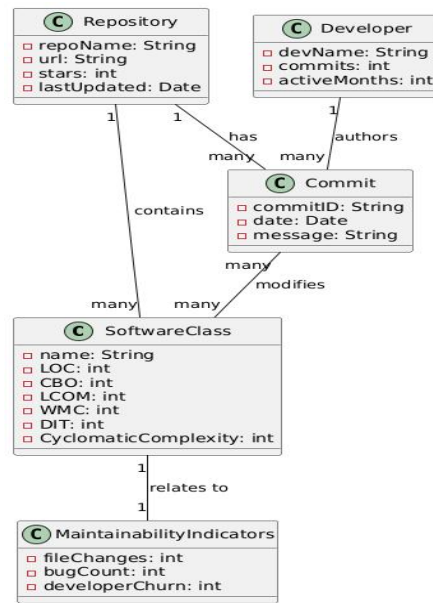 C Repository
repoName: String
url: String
stars: int
lastUpdated: Date
C Developer
devName: String
commits: int
activeMonths: int
1
1
1
has
authors
many
many
C Commit
commitID: String
date: Date
message: String
contains
many
modifies
many
many
C SoftwareClass
name: String
LOC: int
CBO: int
LCOM: int
WMC: int
DIT: int
CyclomaticComplexity: int
1
relates to
1
C MaintainabilityIndicators
fileChanges: int
bugCount: int
developerChurn: int